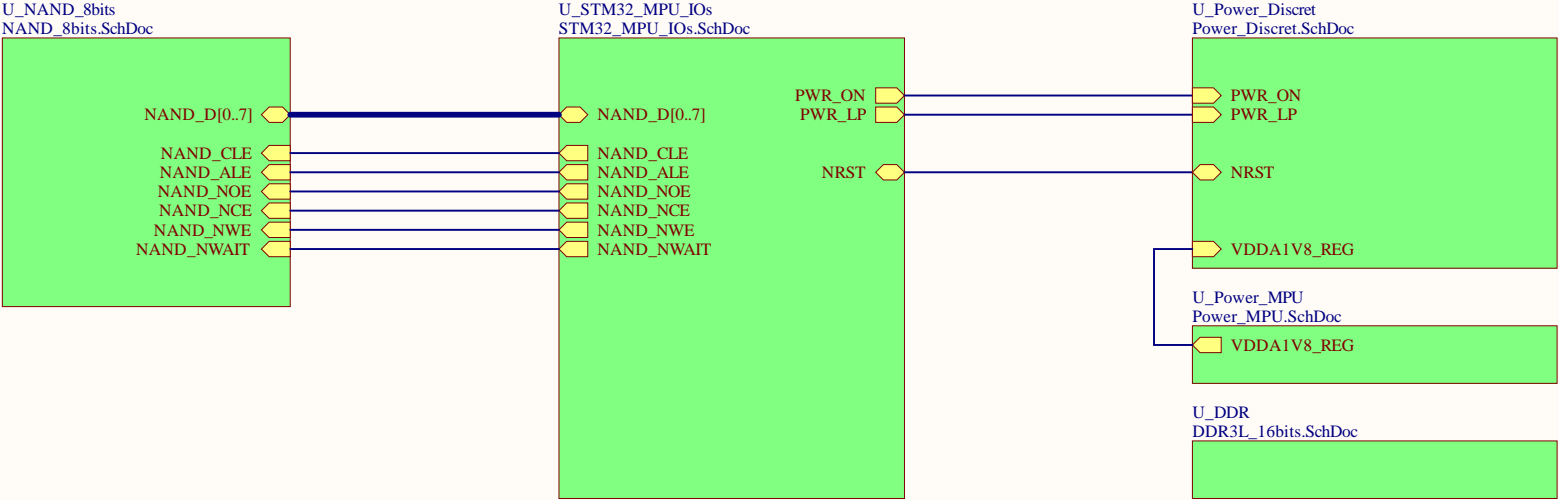 U_NAND_8bits
NAND_8bits.SchDoc
NAND_D[0..7]
NAND_CLE
NAND_ALE
NAND_NOE
NAND_NCE
NAND_NWE
NAND_NWAIT
U_STM32_MPU_IOs
STM32_MPU_IOs.SchDoc
NAND_D[0..7]
NAND_CLE
NAND_ALE
NAND_NOE
NAND_NCE
NAND_NWE
NAND_NWAIT
PWR_ON
PWR_LP
NRST
U_Power_Discret
Power_Discret.SchDoc
PWR_ON
PWR_LP
NRST
VDDA1V8_REG
U_Power_MPU
Power_MPU.SchDoc
VDDA1V8_REG
U_DDR
DDR3L_16bits.SchDoc